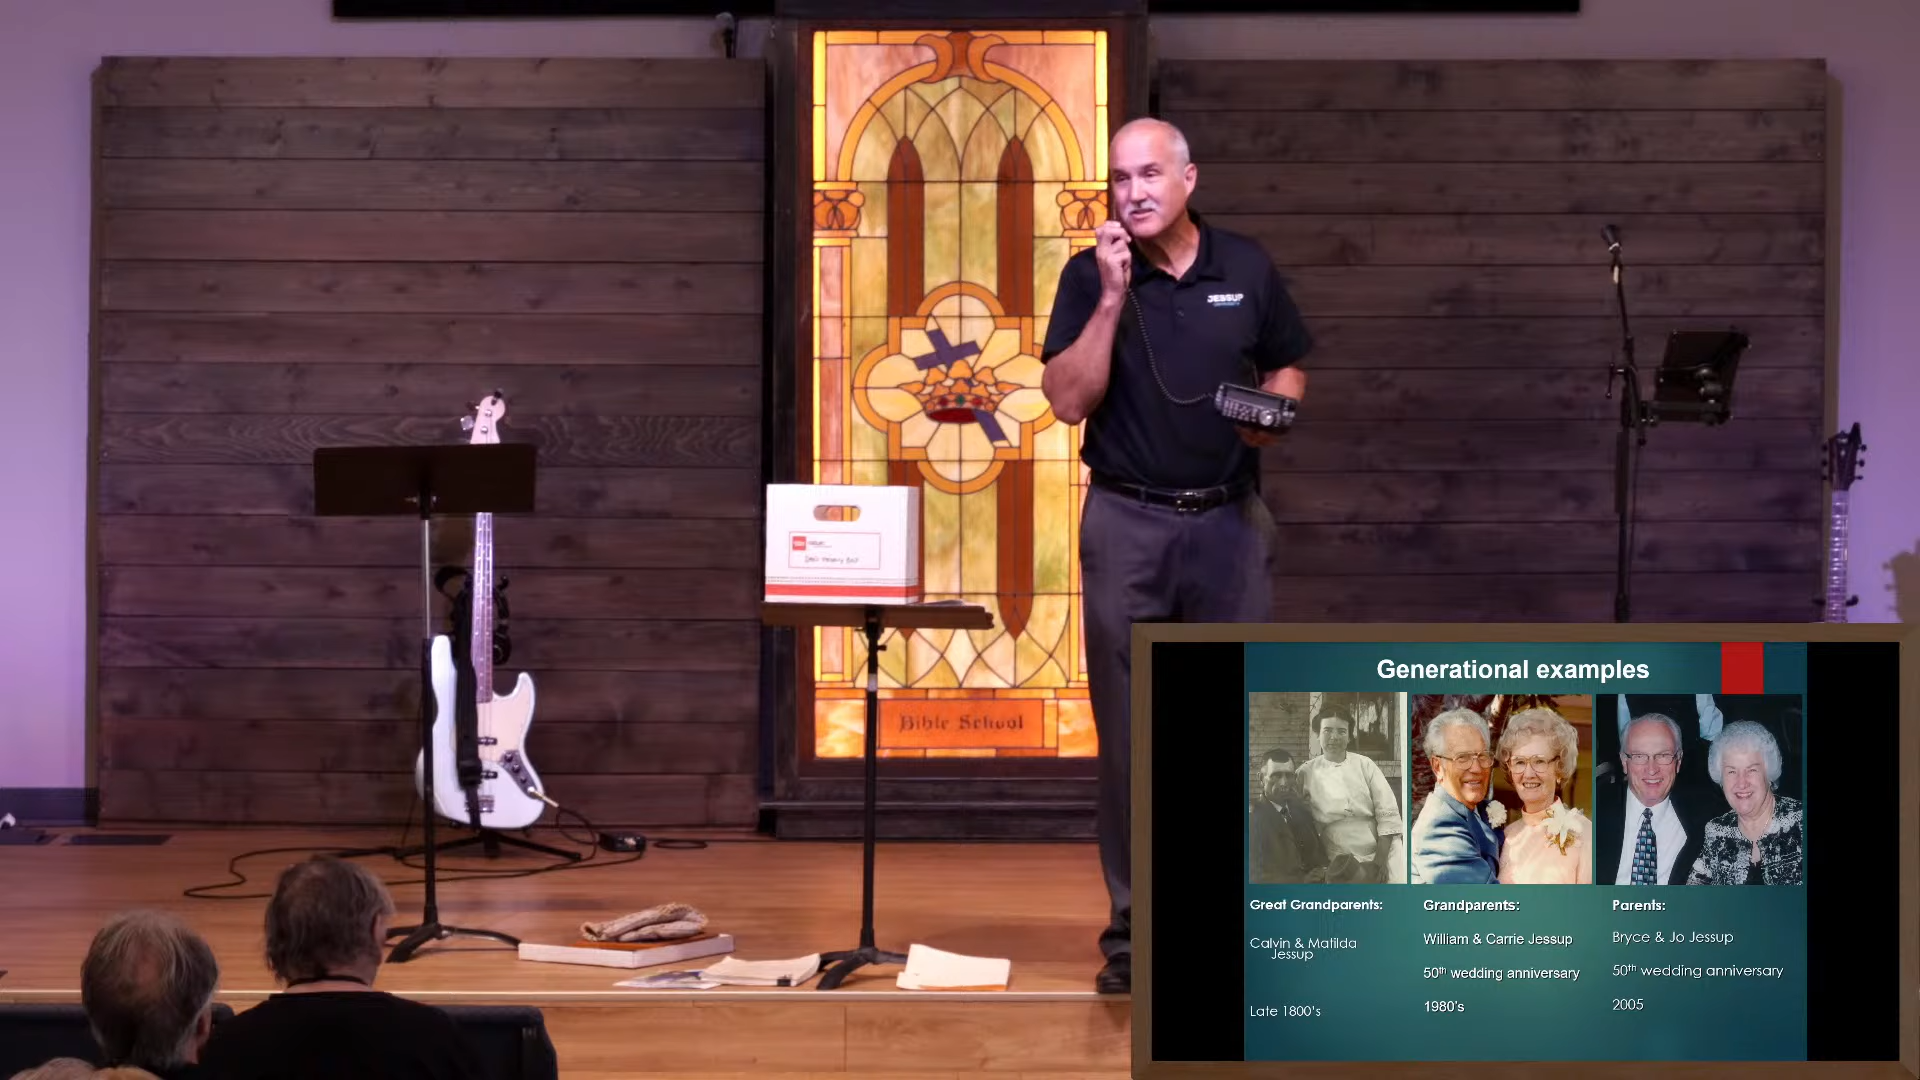 JESSUP
Bible School
Generational examples
Great Grandparents:
Calvin & Matilda
Jessup
Late 1800's
Grandparents:
William & Carrie Jessup
50th wedding anniversary
1980's
Parents:
Bryce & Jo Jessup
50th wedding anniversary
2005